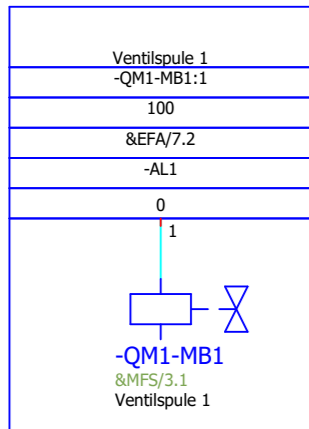 Ventilspule 1
-QM1-MB1:1
100
&EFA/7.2
-AL1
0
1
-QM1-MB1
&MFS/3.1
Ventilspule 1